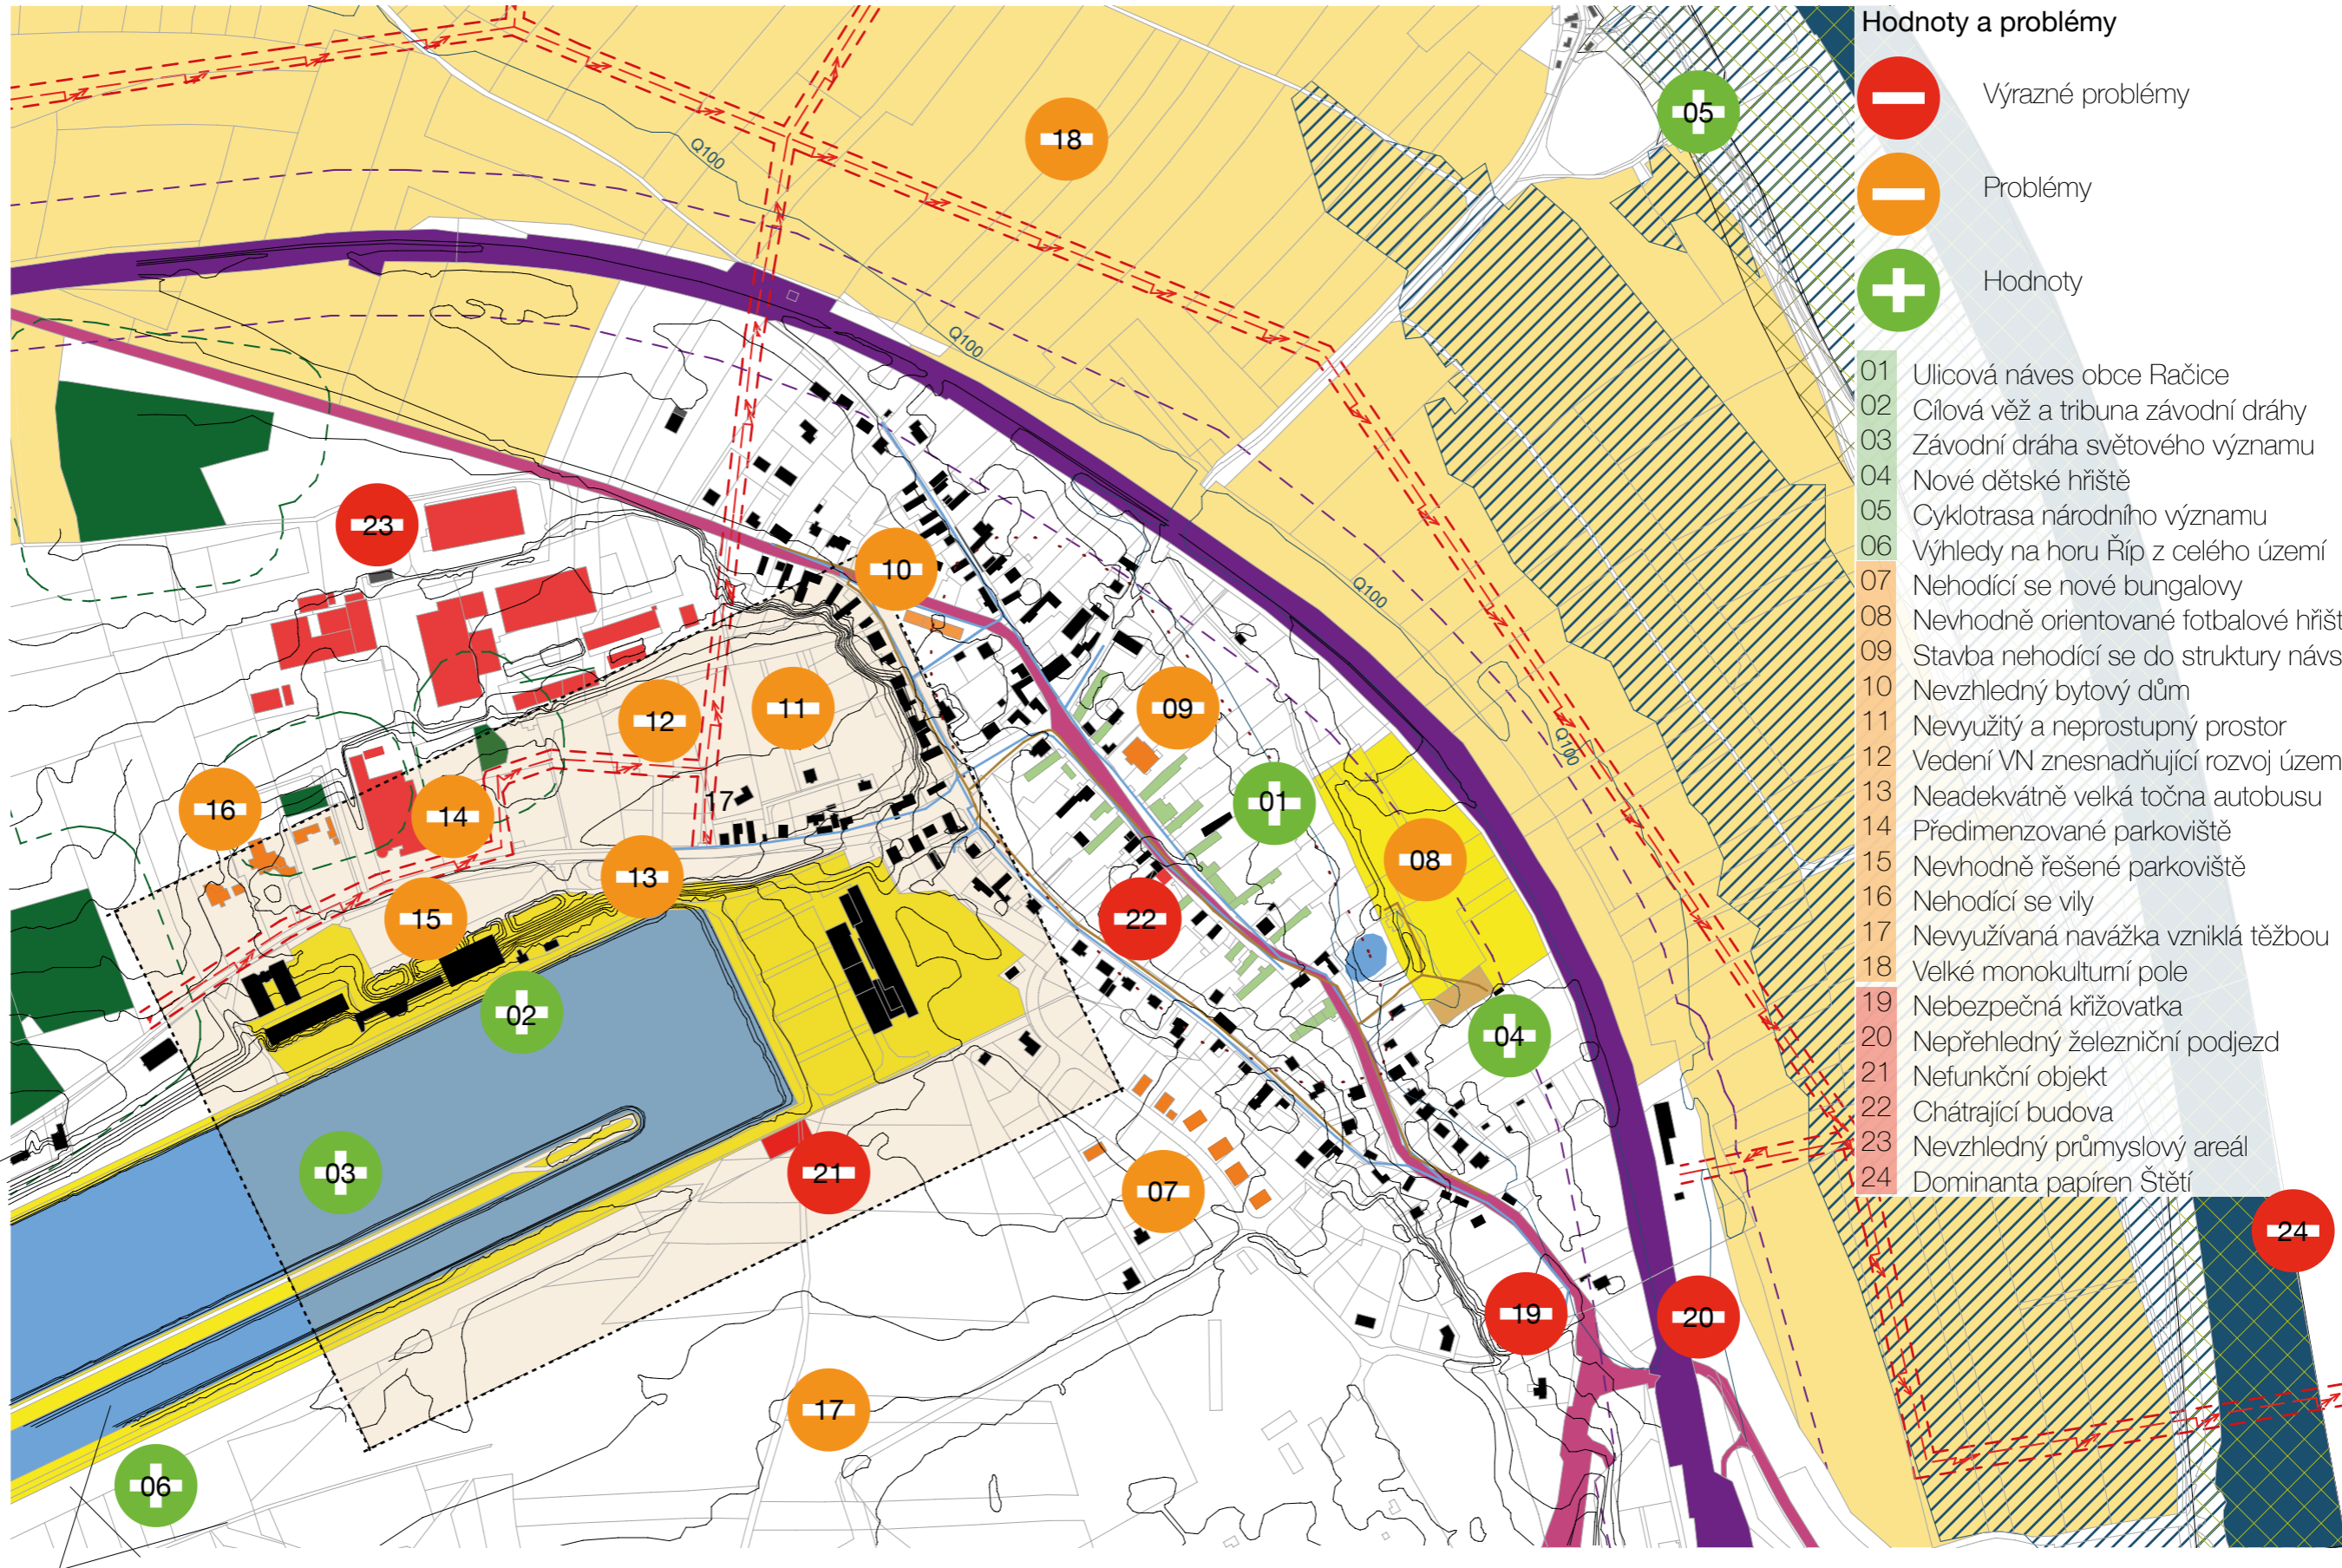 Hodnoty a problémy
Výrazné problémy
Problémy
Hodnoty
01 Ulicová náves obce Račice
02 Cílová věž a tribuna závodní dráhy
03 Závodní dráha světového významu
04 Nové dětské hřiště
05 Cyklotrasa národního významu
06 Výhledy na horu Říp z celého území
07 Nehodící se nové bungalovy
08 Nevhodně orientované fotbalové hřišt
09 Stavba nehodící se do struktury návs
10 Nevzhledný bytový dům
11 Nevyužitý a neprostupný prostor
12 Vedení VN znesnadňující rozvoj územ
13 Neadekvátně velká točna autobusu
14 Předimenzované parkoviště
15 Nevhodně řešené parkoviště
16 Nehodící se vily
17 Nevyužívaná navážka vzniklá těžbou
18 Velké monokulturní pole
19 Nebezpečná křižovatka
20 Nepřehledný železniční podjezd
21 Nefunkční objekt
22 Chátrající budova
23 Nevzhledný průmyslový areál
24 Dominanta papíren Štětí
05
18
Q100
Q100
23
10
Q100
12
11
09
Q100
16
14
17
01
13
08
15
22
02
04
03
21
07
24
19
20
17
06